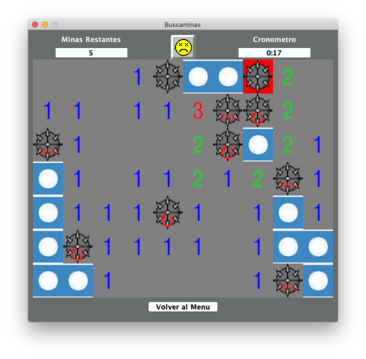 Buscaminas
Minas Restantes
Cronometro
5
0:17
1 2
1 1 1 1 3 2
1 2 2 1
1 1 1 2 1 2 1
1 1 1 1 1 1
1 1 1 1 1
1 1
Volver al Menu